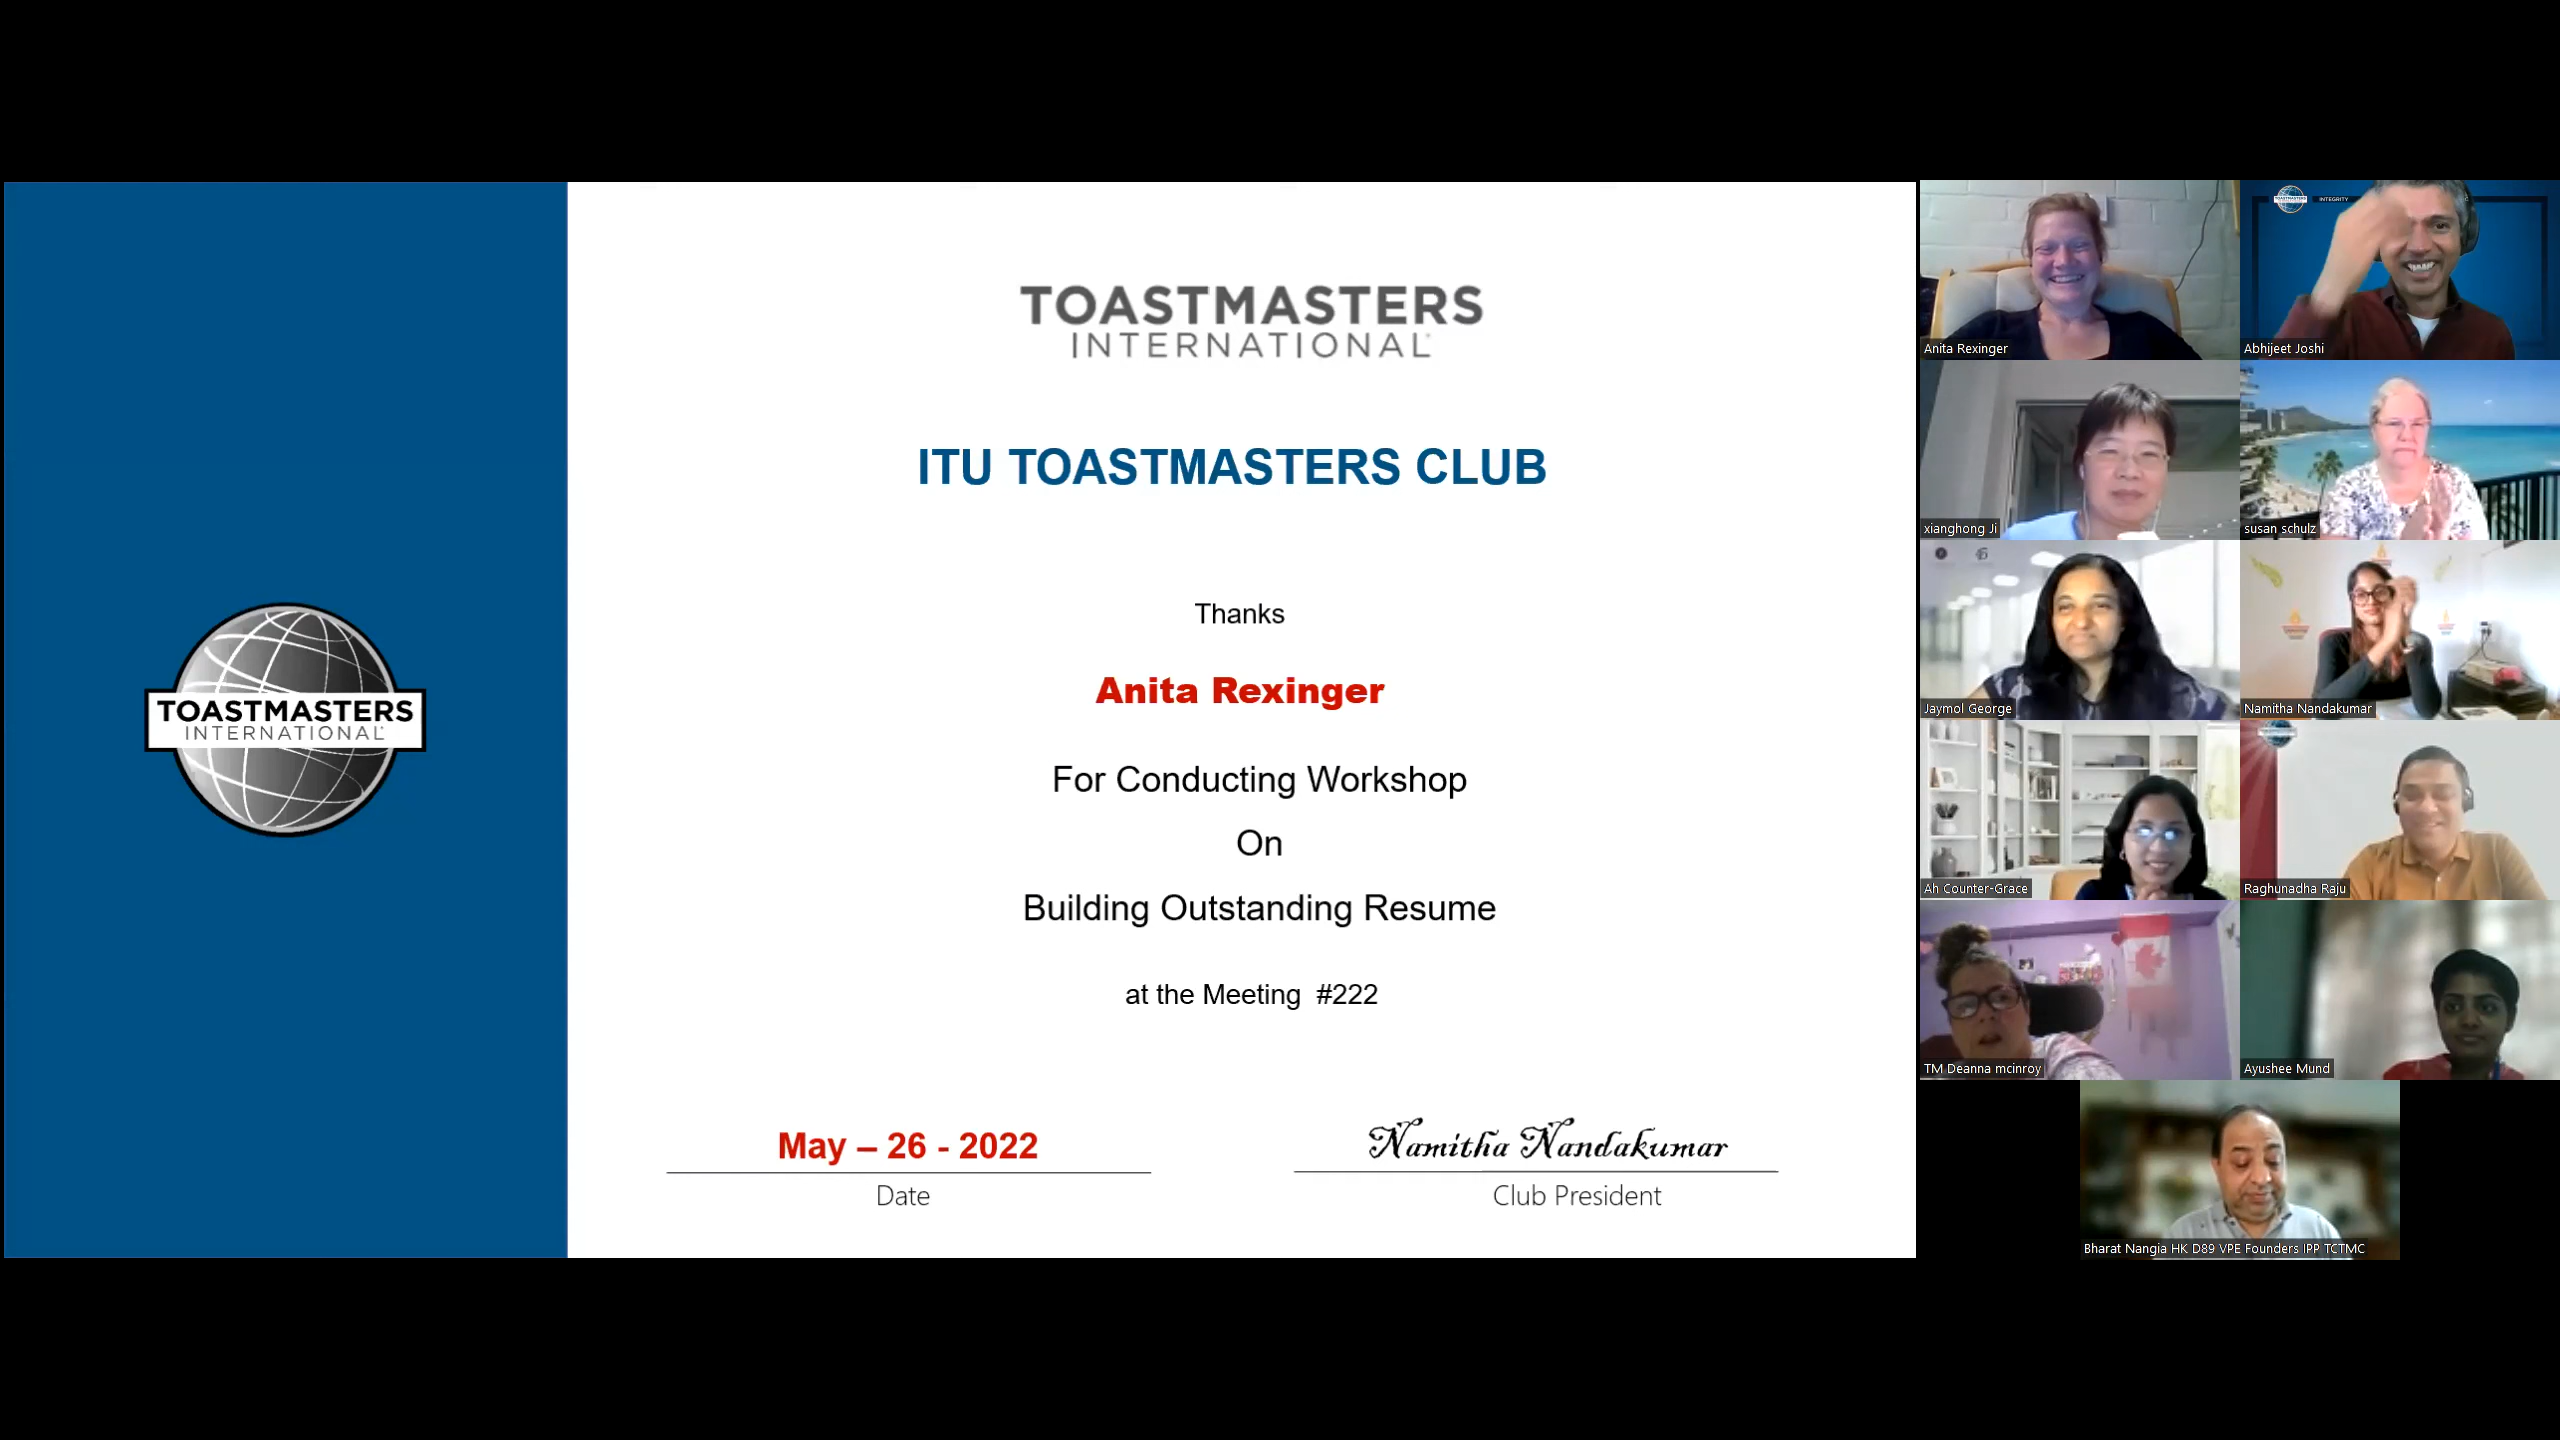 TOASTMASTERS
INTERNATIONAL
TOASTMASTERS
INTERNATIONAL
ITU TOASTMASTERS CLUB
Thanks
Anita Rexinger
For Conducting Workshop
On
Building Outstanding Resume
at the Meeting #222
May – 26 - 2022
Date
Namitha Nandakumar
Club President
Anita Rexinger
INTEGRITY
Abhijeet Joshi
xianghong Ji
susan schulz
Jaymol George
Namitha Nandakumar
Ah Counter-Grace
Raghunadha Raju
TM Deanna mcinroy
Ayushee Mund
Bharat Nangia HK D89 VPE Founders IPP TCTMC